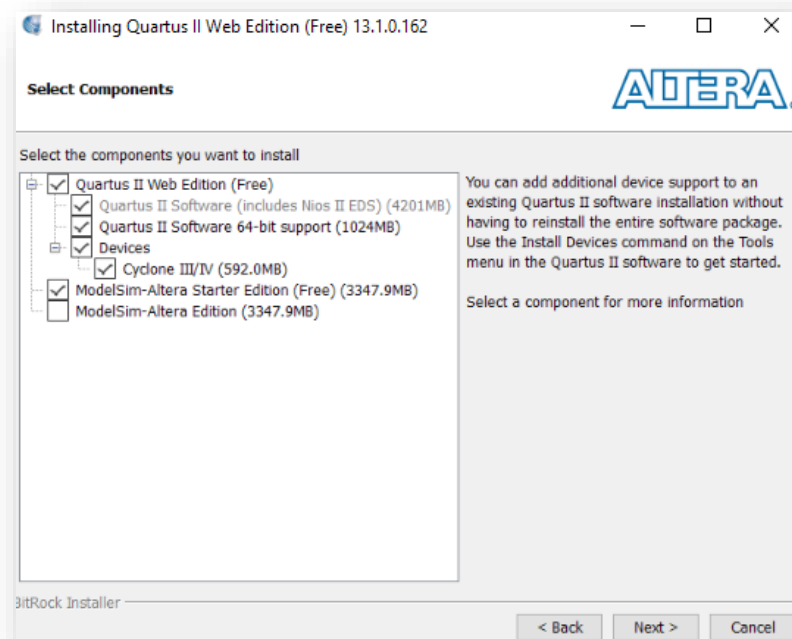 Installing Quartus II Web Edition (Free) 13.1.0.162
Select Components
ALTERA
Select the components you want to install
Quartus II Web Edition (Free)
Quartus II Software (includes Nios II EDS) (4201MB)
Quartus II Software 64-bit support (1024MB)
Devices
Cyclone III/IV (592.0MB)
ModelSim-Altera Starter Edition (Free) (3347.9MB)
ModelSim-Altera Edition (3347.9MB)
You can add additional device support to an
existing Quartus II software installation without
having to reinstall the entire software package.
Use the Install Devices command on the Tools
menu in the Quartus II software to get started.
Select a component for more information
BitRock Installer
< Back
Next >
Cancel